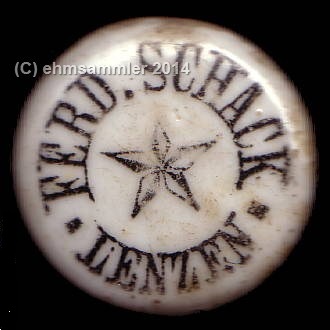 (C) ehmsammler 2014
FERD. SCHACK
· LENZEN ·